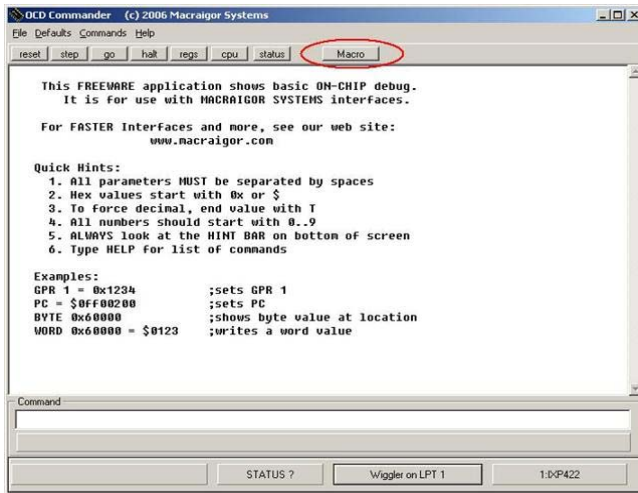 OCD Commander (c) 2006 Macraigor Systems
File Defaults Commands Help
reset step go halt regs cpu status Macro
This FREEWARE application shows basic ON-CHIP debug.
It is for use with MACRAIGOR SYSTEMS interfaces.
For FASTER Interfaces and more, see our web site:
www.macraigor.com
Quick Hints:
1. All parameters MUST be separated by spaces
2. Hex values start with 0x or $
3. To force decimal, end value with T
4. All numbers should start with 0..9
5. ALWAYS look at the HINT BAR on bottom of screen
6. Type HELP for list of commands
Examples:
GPR 1 = 0x1234 ;sets GPR 1
PC = $0FF00200 ;sets PC
BYTE 0x60000 ;shows byte value at location
WORD 0x60000 = $0123 ;writes a word value
Command
STATUS ? Wiggler on LPT 1 1:IXP422